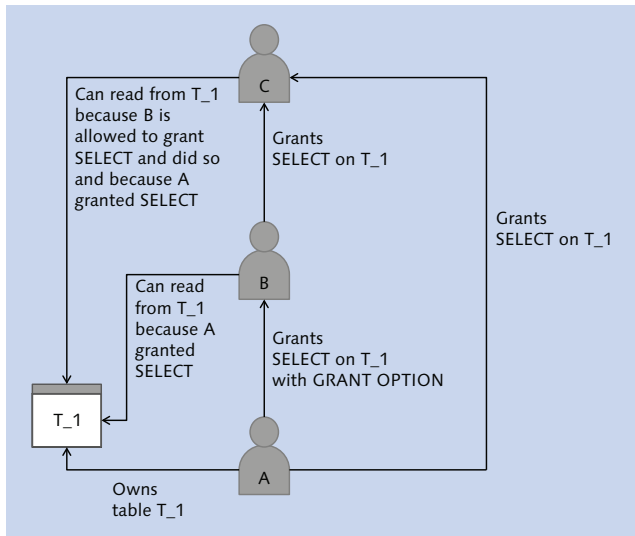 C
Can read from T_1
because B is
allowed to grant
SELECT and did so
and because A
granted SELECT
Grants
SELECT on T_1
Grants
SELECT on T_1
B
Can read
from T_1
because A
granted
SELECT
Grants
SELECT on T_1
with GRANT OPTION
T_1
A
Owns
table T_1